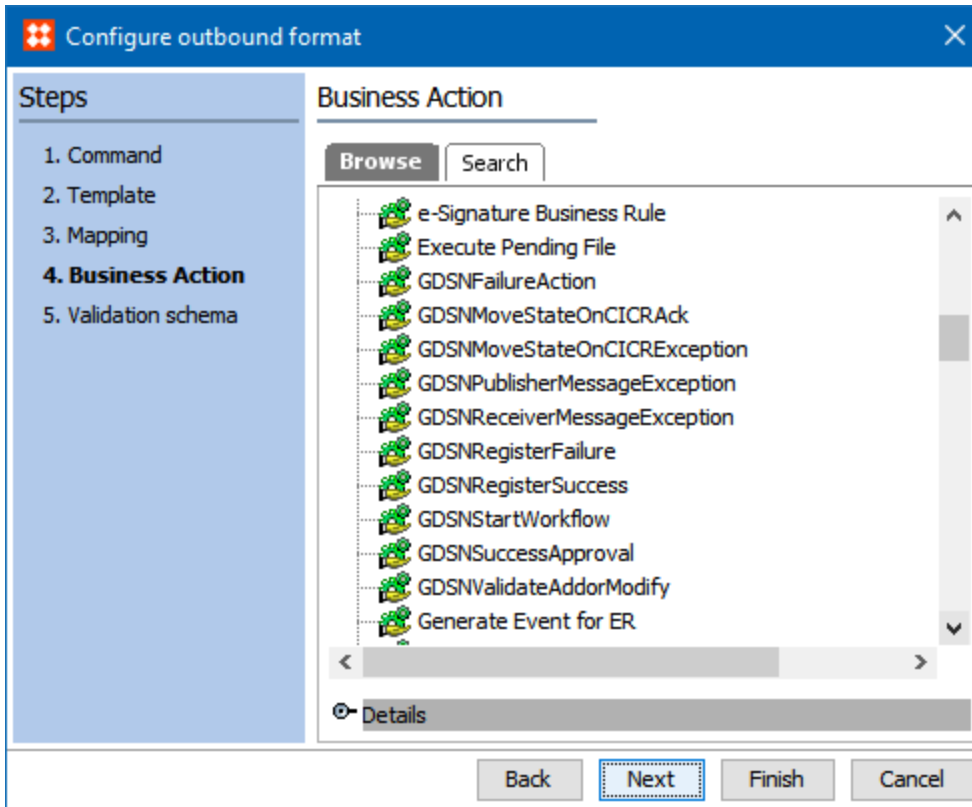 Configure outbound format
Steps
1. Command
2. Template
3. Mapping
4. Business Action
5. Validation schema
Business Action
Browse
Search
e-Signature Business Rule
Execute Pending File
GDSNFailureAction
GDSNMoveStateOnCICRAck
GDSNMoveStateOnCICRException
GDSNPublisherMessageException
GDSNReceiverMessageException
GDSNRegisterFailure
GDSNRegisterSuccess
GDSNStartWorkflow
GDSNSuccessApproval
GDSNValidateAddorModify
Generate Event for ER
Details
Back
Next
Finish
Cancel